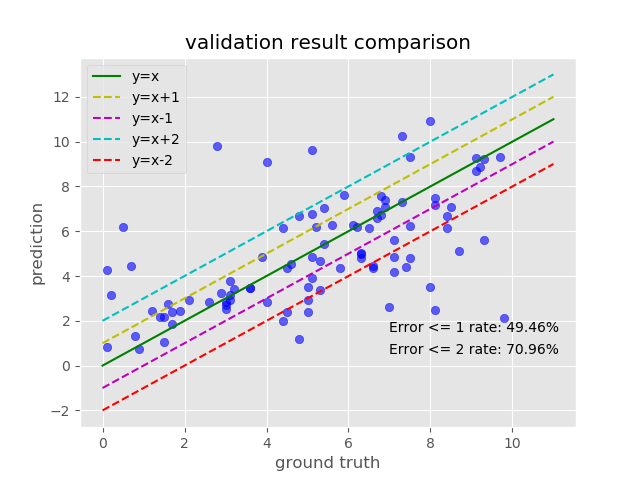 validation result comparison
y=x
y=x+1
y=x-1
y=x+2
y=x-2
12
10
8
6
4
2
0
−2
prediction
Error <= 1 rate: 49.46%
Error <= 2 rate: 70.96%
0 2 4 6 8 10
ground truth